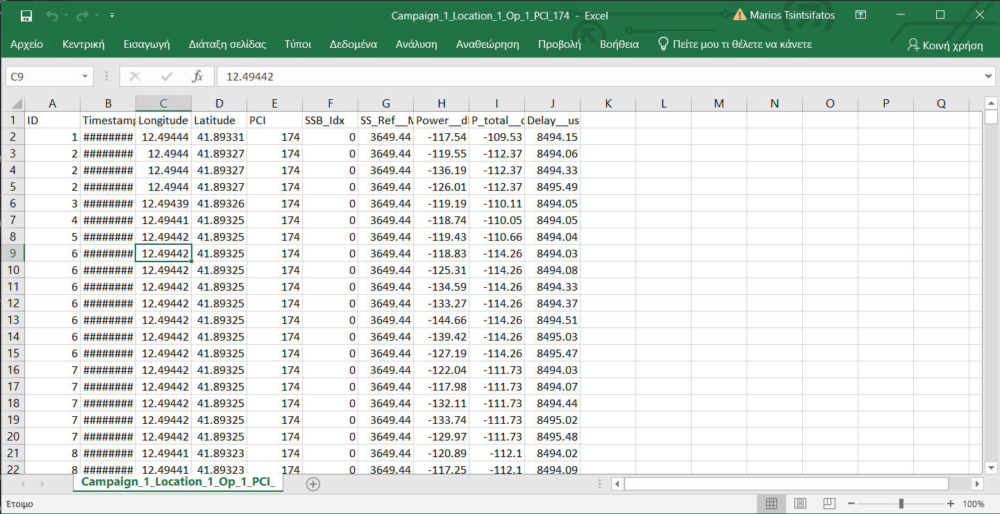 Campaign_1_Location_1_Op_1_PCI_174 - Excel
Marios Tsintsifatos
Αρχείο Κεντρική Εισαγωγή Διάταξη σελίδας Τύποι Δεδομένα Ανάλυση Αναθεώρηση Προβολή Βοήθεια Πείτε μου τι θέλετε να κάνετε Κοινή χρήση
C9 fx 12.49442
A B C D E F G H I J K L M N O P Q
1 ID Timestamp Longitude Latitude PCI SSB_Idx SS_Ref__M Power__dB P_total__d Delay__us
2 1 ######## 12.49444 41.89331 174 0 3649.44 -117.54 -109.53 8494.15
3 2 ######## 12.4944 41.89327 174 0 3649.44 -119.55 -112.37 8494.06
4 2 ######## 12.4944 41.89327 174 0 3649.44 -136.19 -112.37 8494.33
5 2 ######## 12.4944 41.89327 174 0 3649.44 -126.01 -112.37 8495.49
6 3 ######## 12.49439 41.89326 174 0 3649.44 -119.19 -110.11 8494.05
7 4 ######## 12.49441 41.89325 174 0 3649.44 -118.74 -110.05 8494.05
8 5 ######## 12.49442 41.89325 174 0 3649.44 -119.43 -110.66 8494.04
9 6 ######## 12.49442 41.89325 174 0 3649.44 -118.83 -114.26 8494.03
10 6 ######## 12.49442 41.89325 174 0 3649.44 -125.31 -114.26 8494.08
11 6 ######## 12.49442 41.89325 174 0 3649.44 -134.59 -114.26 8494.33
12 6 ######## 12.49442 41.89325 174 0 3649.44 -133.27 -114.26 8494.37
13 6 ######## 12.49442 41.89325 174 0 3649.44 -144.66 -114.26 8494.51
14 6 ######## 12.49442 41.89325 174 0 3649.44 -139.42 -114.26 8495.03
15 6 ######## 12.49442 41.89325 174 0 3649.44 -127.19 -114.26 8495.47
16 7 ######## 12.49442 41.89325 174 0 3649.44 -122.04 -111.73 8494.03
17 7 ######## 12.49442 41.89325 174 0 3649.44 -117.98 -111.73 8494.07
18 7 ######## 12.49442 41.89325 174 0 3649.44 -132.11 -111.73 8494.44
19 7 ######## 12.49442 41.89325 174 0 3649.44 -133.74 -111.73 8495.02
20 7 ######## 12.49442 41.89325 174 0 3649.44 -129.97 -111.73 8495.48
21 8 ######## 12.49441 41.89323 174 0 3649.44 -120.89 -112.1 8494.02
22 8 ######## 12.49441 41.89323 174 0 3649.44 -117.25 -112.1 8494.09
Campaign_1_Location_1_Op_1_PCI_
Έτοιμο 100%